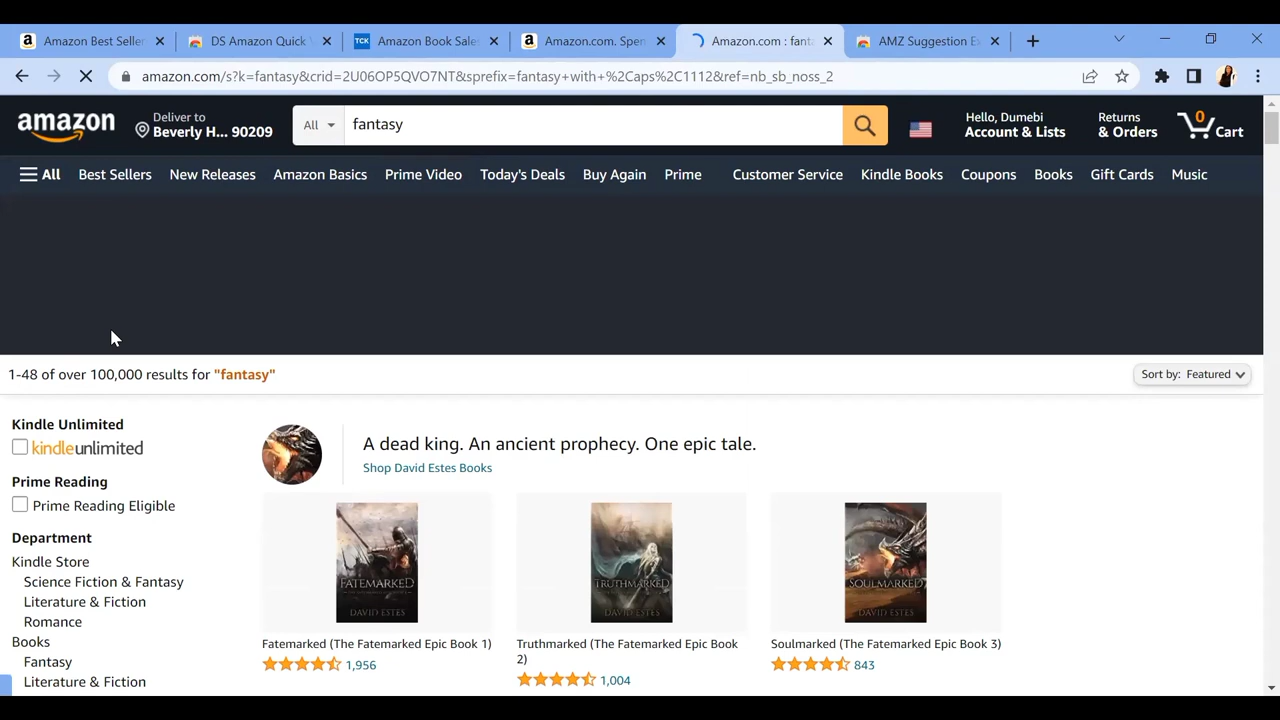 Amazon Best Seller
DS Amazon Quick
TCK Amazon Book Sale
Amazon.com. Spen
Amazon.com : fanta
AMZ Suggestion E
amazon.com/s?k=fantasy&crid=2U06OP5QVO7NT&sprefix=fantasy+with+%2Caps%2C1112&ref=nb_sb_noss_2
amazon
Deliver to
Beverly H... 90209
All
fantasy
Hello, Dumebi
Account & Lists
Returns
& Orders
0
Cart
All Best Sellers New Releases Amazon Basics Prime Video Today's Deals Buy Again Prime Customer Service Kindle Books Coupons Books Gift Cards Music
1-48 of over 100,000 results for "fantasy"
Sort by: Featured
Kindle Unlimited
kindleunlimited
Prime Reading
Prime Reading Eligible
Department
Kindle Store
Science Fiction & Fantasy
Literature & Fiction
Romance
Books
Fantasy
Literature & Fiction
A dead king. An ancient prophecy. One epic tale.
Shop David Estes Books
FATEMARKED
DAVID ESTES
TRUTHMARKED
DAVID ESTES
SOULMARKED
DAVID ESTES
Fatemarked (The Fatemarked Epic Book 1)
1,956
Truthmarked (The Fatemarked Epic Book
2)
1,004
Soulmarked (The Fatemarked Epic Book 3)
843